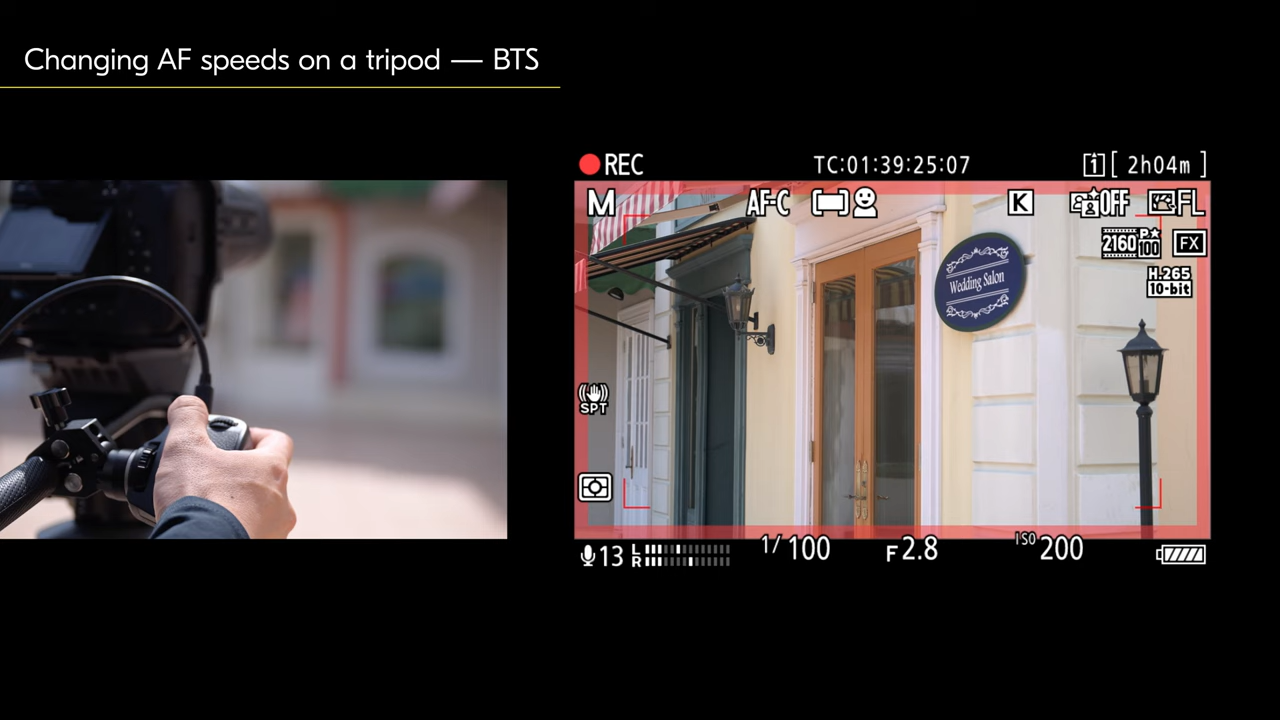 Changing AF speeds on a tripod — BTS
REC TC:01:39:25:07 1 [ 2h04m ]
M AF-C K OFF FL
2160 P★ 100 FX
H.265
10-bit
Wedding Salon
SPT
13 L R 1/100 F2.8 ISO 200